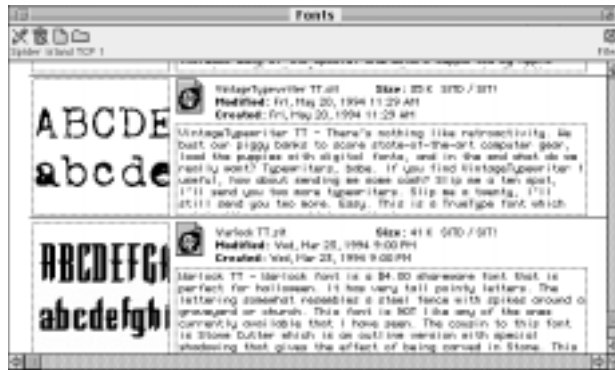 Fonts
Spider Island TCP 1
File
VintageTypewriter TT.sit Size: 85 K SITD / SIT!
Modified: Fri, May 20, 1994 11:29 AM
Created: Fri, May 20, 1994 11:29 AM
ABCDE
abcde
VintageTypewriter TT - There's nothing like retroactivity. We
bust our piggy banks to score state-of-the-art computer gear,
load the puppies with digital fonts, and in the end what do we
really want? Typewriters, babe. If you find VintageTypewriter T
useful, how about sending me some cash? Slip me a ten spot,
I'll send you two more typewriters. Slip me a twenty, I'll
still send you two more. Easy. This is a TrueType font which
Warlock TT.sit Size: 41 K SITD / SIT!
Modified: Wed, Mar 23, 1994 9:00 PM
Created: Wed, Mar 23, 1994 9:00 PM
ABCDEFGH
abcdefghi
Warlock TT - Warlock font is a $4.00 shareware font that is
perfect for halloween. It has very tall pointy letters. The
lettering somewhat resembles a steel fence with spikes around a
graveyard or church. This font is NOT like any of the ones
currently available that I have seen. The cousin to this font
is Stone Cutter which is an outline version with special
shadowing that gives the effect of being carved in Stone. This